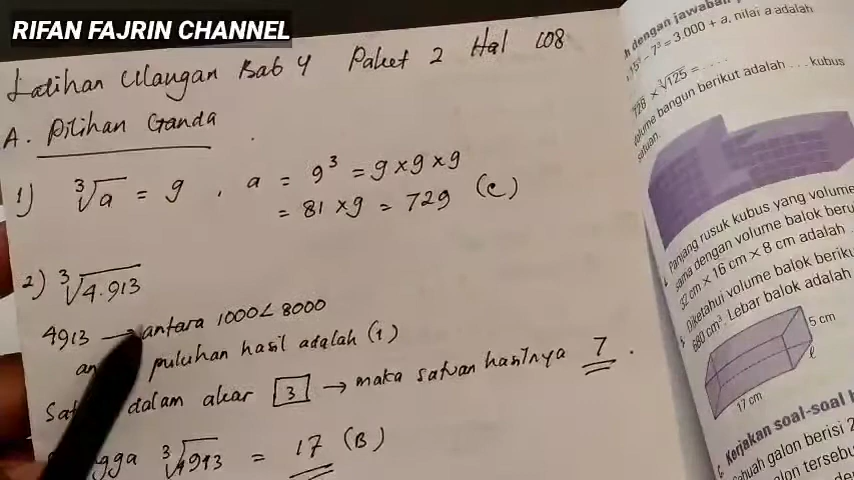 RIFAN FAJRIN CHANNEL
Latihan Ulangan Bab 4 Paket 2 Hal 108
A. Pilihan Ganda
1) ∛a = 9 , a = 9³ = 9 x 9 x 9
= 81 x 9 = 729 (C)
2) ∛4.913
4913 → antara 1000 < 8000
puluhan hasil adalah (1)
dalam akar 3 → maka satuan hasilnya 7.
∛4913 = 17 (B)
dengan jawaban
15³ - 7³ = 3.000 + a, nilai a adalah
∛125 = ....
volume bangun berikut adalah ... kubus
satuan.
Panjang rusuk kubus yang volume
sama dengan volume balok beru
32 cm × 16 cm × 8 cm adalah
Diketahui volume balok beriku
680 cm³. Lebar balok adalah
5 cm
ℓ
17 cm
Kerjakan soal-soal
buah galon berisi 2
lon tersebu